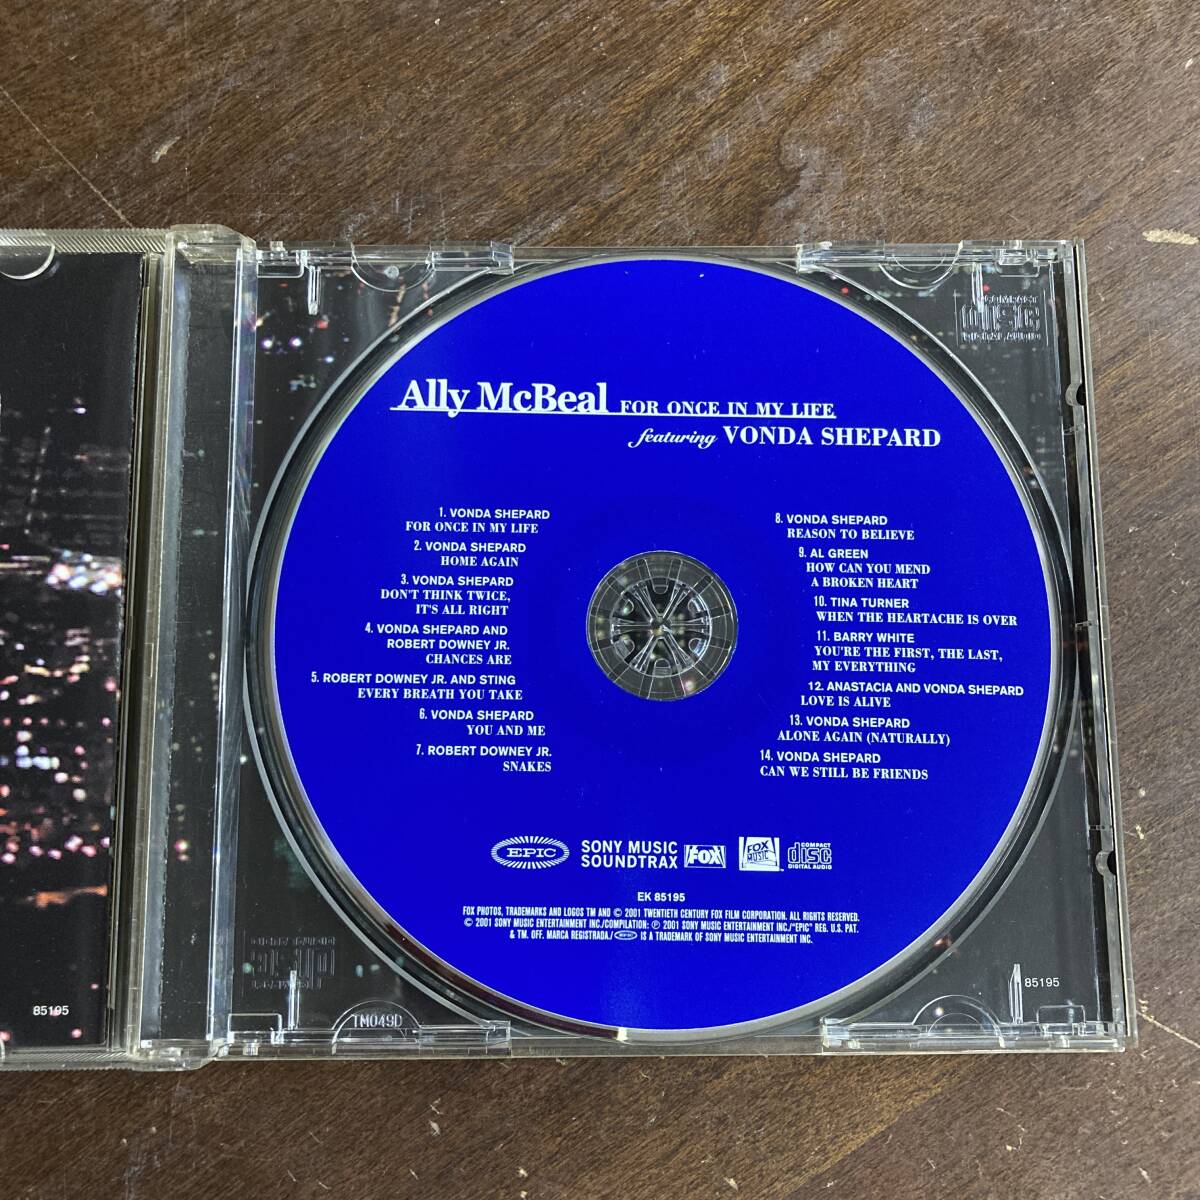 Ally McBeal FOR ONCE IN MY LIFE
featuring VONDA SHEPARD
1. VONDA SHEPARD
FOR ONCE IN MY LIFE
2. VONDA SHEPARD
HOME AGAIN
3. VONDA SHEPARD
DON'T THINK TWICE,
IT'S ALL RIGHT
4. VONDA SHEPARD AND
ROBERT DOWNEY JR.
CHANCES ARE
5. ROBERT DOWNEY JR. AND STING
EVERY BREATH YOU TAKE
6. VONDA SHEPARD
YOU AND ME
7. ROBERT DOWNEY JR.
SNAKES
8. VONDA SHEPARD
REASON TO BELIEVE
9. AL GREEN
HOW CAN YOU MEND
A BROKEN HEART
10. TINA TURNER
WHEN THE HEARTACHE IS OVER
11. BARRY WHITE
YOU'RE THE FIRST, THE LAST,
MY EVERYTHING
12. ANASTACIA AND VONDA SHEPARD
LOVE IS ALIVE
13. VONDA SHEPARD
ALONE AGAIN (NATURALLY)
14. VONDA SHEPARD
CAN WE STILL BE FRIENDS
EPIC
SONY MUSIC
SOUNDTRAX
FOX
FOX
MUSIC
COMPACT
disc
DIGITAL AUDIO
EK 85195
FOX PHOTOS, TRADEMARKS AND LOGOS TM AND © 2001 TWENTIETH CENTURY FOX FILM CORPORATION. ALL RIGHTS RESERVED.
© 2001 SONY MUSIC ENTERTAINMENT INC./COMPILATION: ℗ 2001 SONY MUSIC ENTERTAINMENT INC./"EPIC" REG. U.S. PAT.
& TM. OFF. MARCA REGISTRADA./ EPIC IS A TRADEMARK OF SONY MUSIC ENTERTAINMENT INC.
COMPACT
disc
DIGITAL AUDIO
COMPACT
disc
DIGITAL AUDIO
TM049D
85195
85195